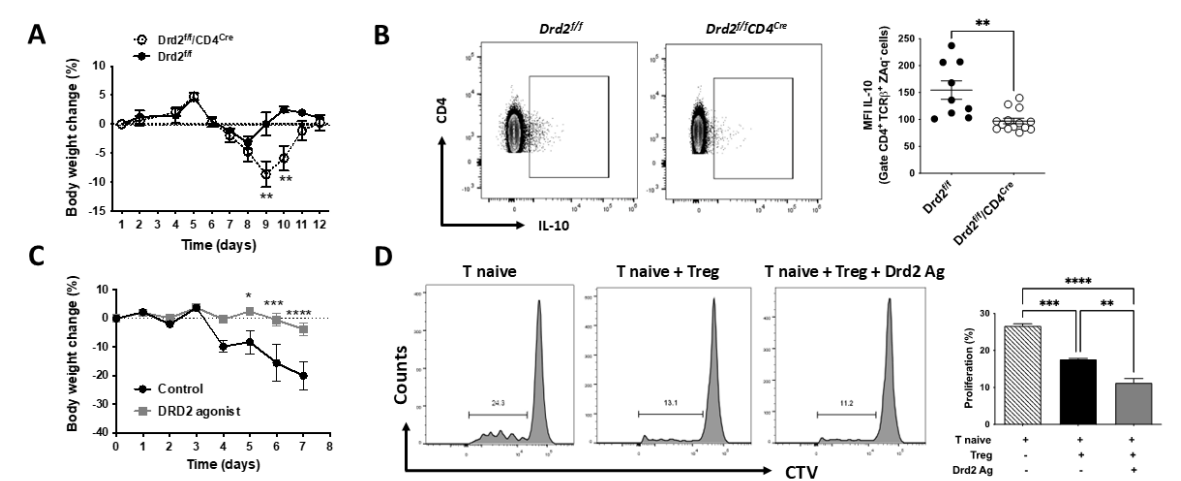 A
Drd2f/f/CD4Cre
Drd2f/f
Body weight change (%)
10
5
0
-5
-10
-15
** **
1 2 3 4 5 6 7 8 9 10 11 12
Time (days)
B
Drd2f/f
Drd2f/fCD4Cre
CD4
IL-10
**
MFI IL-10
(Gate CD4+ TCRβ+ ZAq- cells)
250
200
150
100
50
0
Drd2f/f
Drd2f/f/CD4Cre
C
Body weight change (%)
10
0
-10
-20
-30
-40
* *** ****
Control
DRD2 agonist
0 1 2 3 4 5 6 7 8
Time (days)
D
T naive
T naive + Treg
T naive + Treg + Drd2 Ag
Counts
24.3
13.1
11.2
CTV
****
*** **
Proliferation (%)
30
20
10
0
T naive + + +
Treg - + +
Drd2 Ag - - +